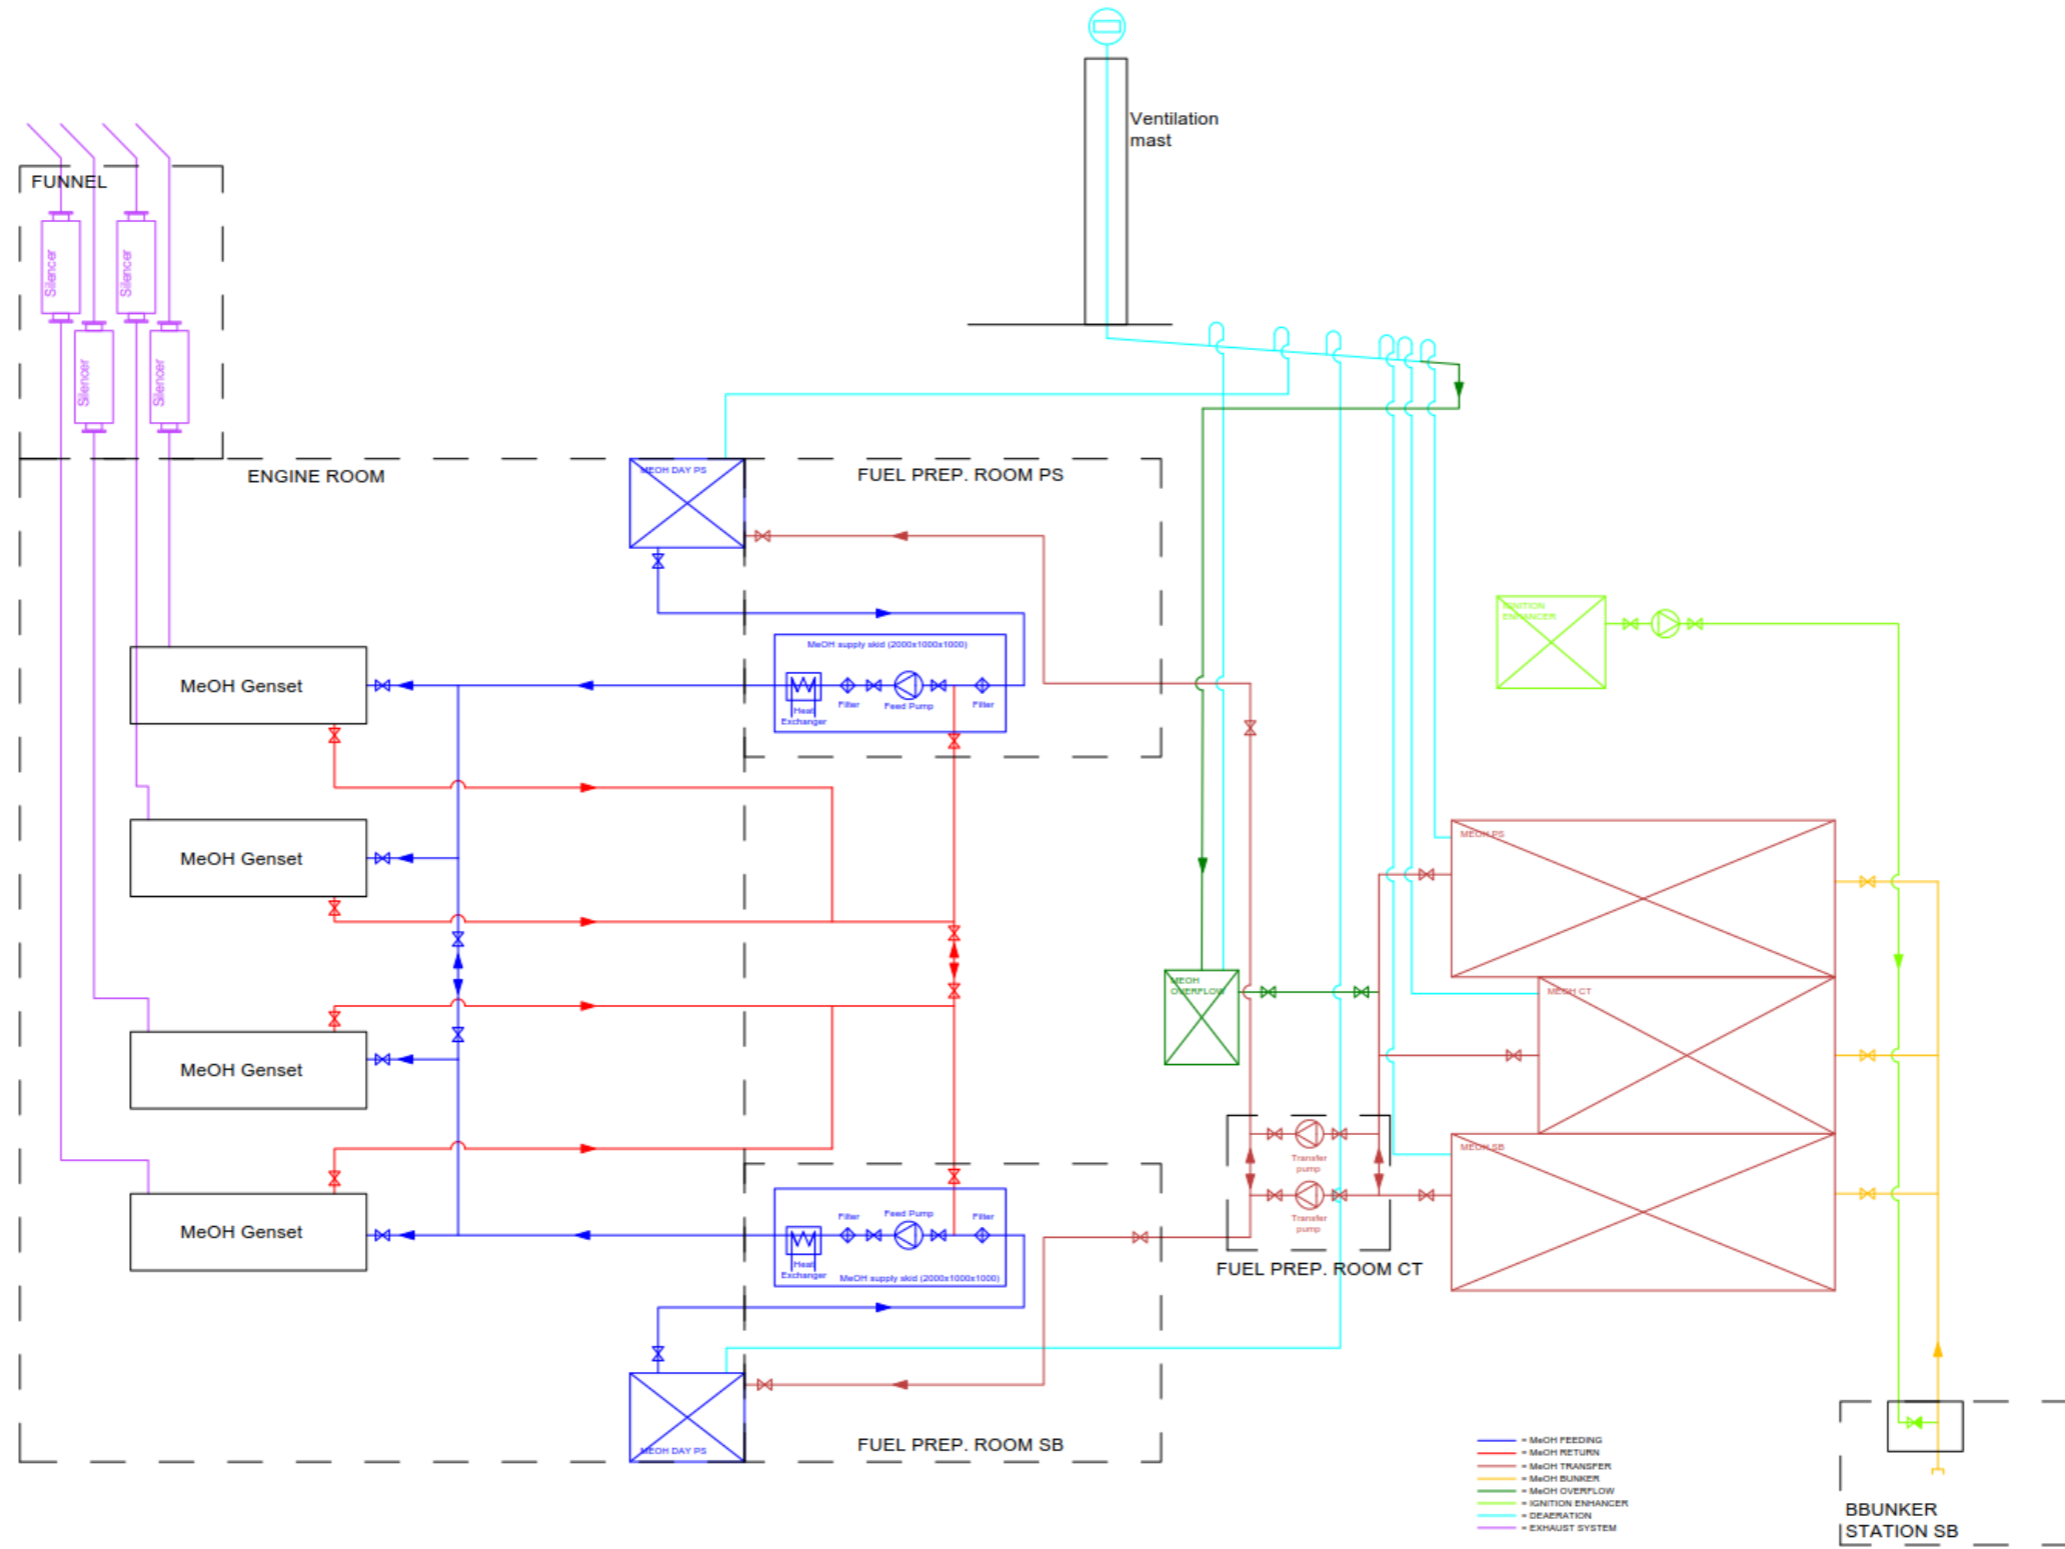 Ventilation
mast
FUNNEL
Silencer
Silencer
Silencer
Silencer
ENGINE ROOM
MEOH DAY PS
FUEL PREP. ROOM PS
IGNITION
ENHANCER
MeOH supply skid (2000x1000x1000)
MeOH Genset
Heat
Exchanger
Filter
Feed Pump
Filter
MEOH PS
MeOH Genset
MEOH
OVERFLOW
MEOH CT
MeOH Genset
MEOH SB
Transfer
pump
Transfer
pump
MeOH Genset
Filter
Feed Pump
Filter
Heat
Exchanger
MeOH supply skid (2000x1000x1000)
FUEL PREP. ROOM CT
MEOH DAY PS
FUEL PREP. ROOM SB
= MeOH FEEDING
= MeOH RETURN
= MeOH TRANSFER
= MeOH BUNKER
= MeOH OVERFLOW
= IGNITION ENHANCER
= DEAERATION
= EXHAUST SYSTEM
BBUNKER
STATION SB